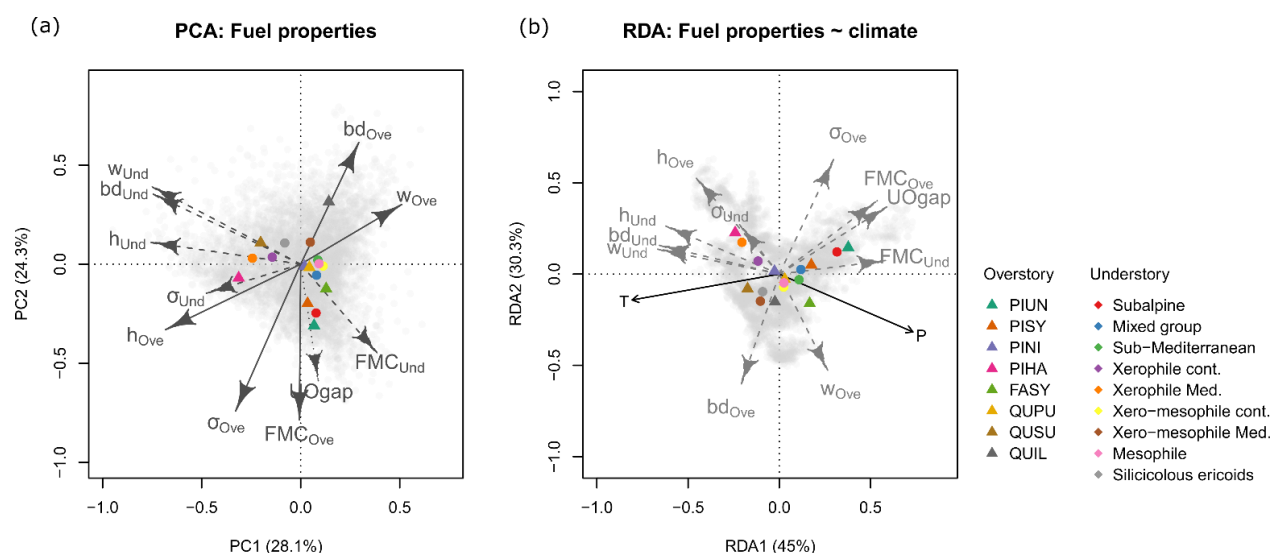 (a)
PCA: Fuel properties
bdOve
wUnd
bdUnd
wOve
hUnd
σUnd
hOve
FMCUnd
UOgap
σOve
FMCOve
0.5
0.0
−0.5
−1.0
PC2 (24.3%)
−1.0
−0.5
0.0
0.5
PC1 (28.1%)
(b)
RDA: Fuel properties ~ climate
σOve
hOve
FMCOve
UOgap
hUnd
σUnd
bdUnd
wUnd
FMCUnd
T
P
bdOve
wOve
1.0
0.5
0.0
−0.5
−1.0
RDA2 (30.3%)
−1.0
−0.5
0.0
0.5
RDA1 (45%)
Overstory
PIUN
PISY
PINI
PIHA
FASY
QUPU
QUSU
QUIL
Understory
Subalpine
Mixed group
Sub−Mediterranean
Xerophile cont.
Xerophile Med.
Xero−mesophile cont.
Xero−mesophile Med.
Mesophile
Silicicolous ericoids